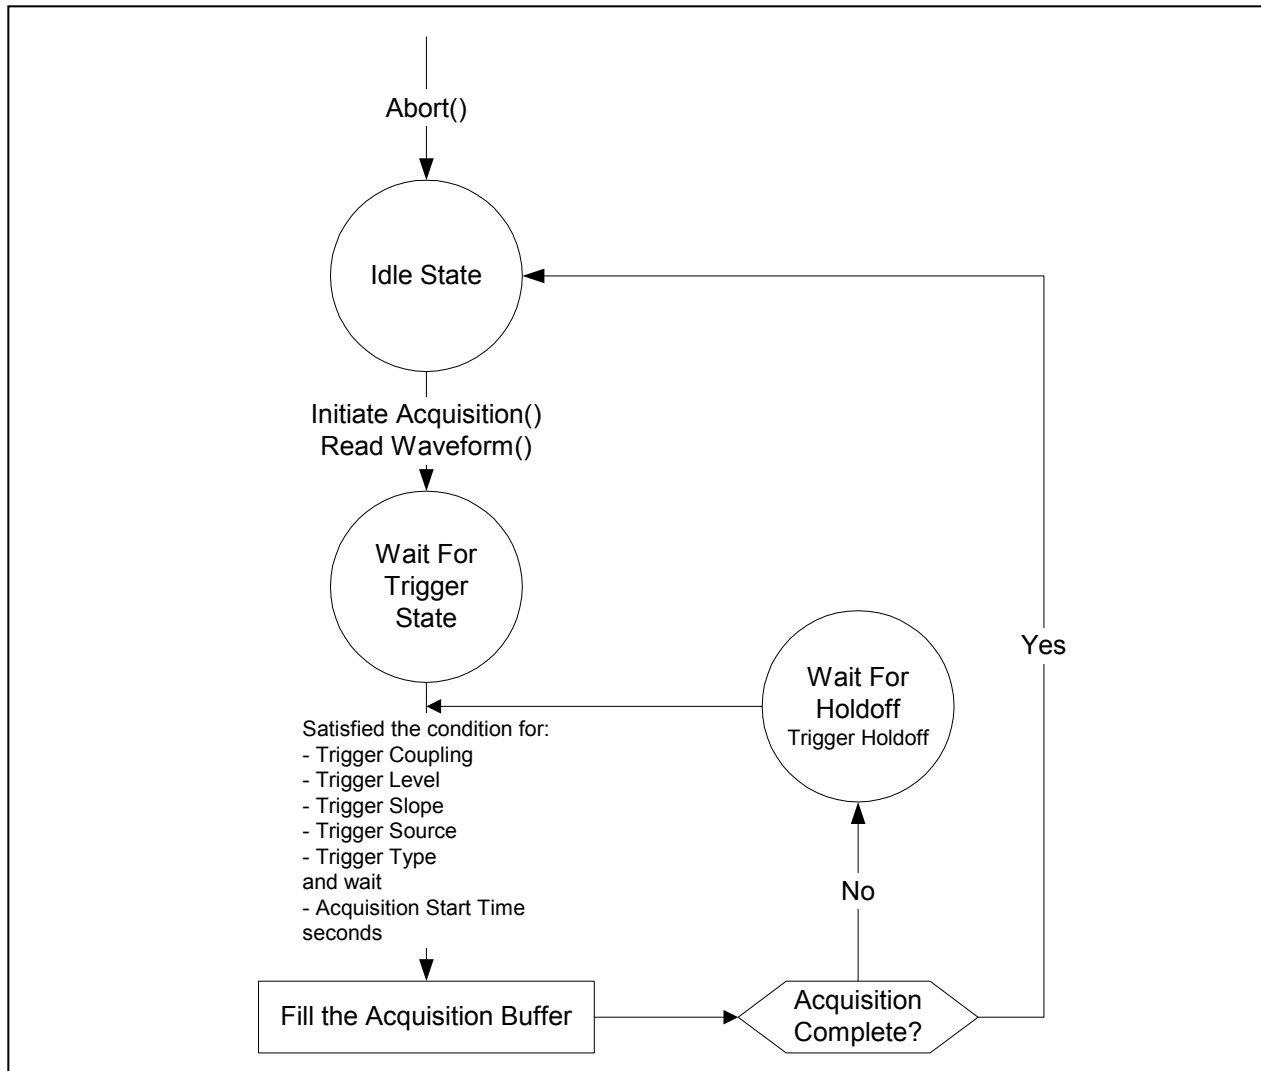 Abort()
Idle State
Initiate Acquisition()
Read Waveform()
Wait For
Trigger
State
Wait For
Holdoff
Trigger Holdoff
Yes
Satisfied the condition for:
- Trigger Coupling
- Trigger Level
- Trigger Slope
- Trigger Source
- Trigger Type
and wait
- Acquisition Start Time
seconds
No
Fill the Acquisition Buffer
Acquisition
Complete?